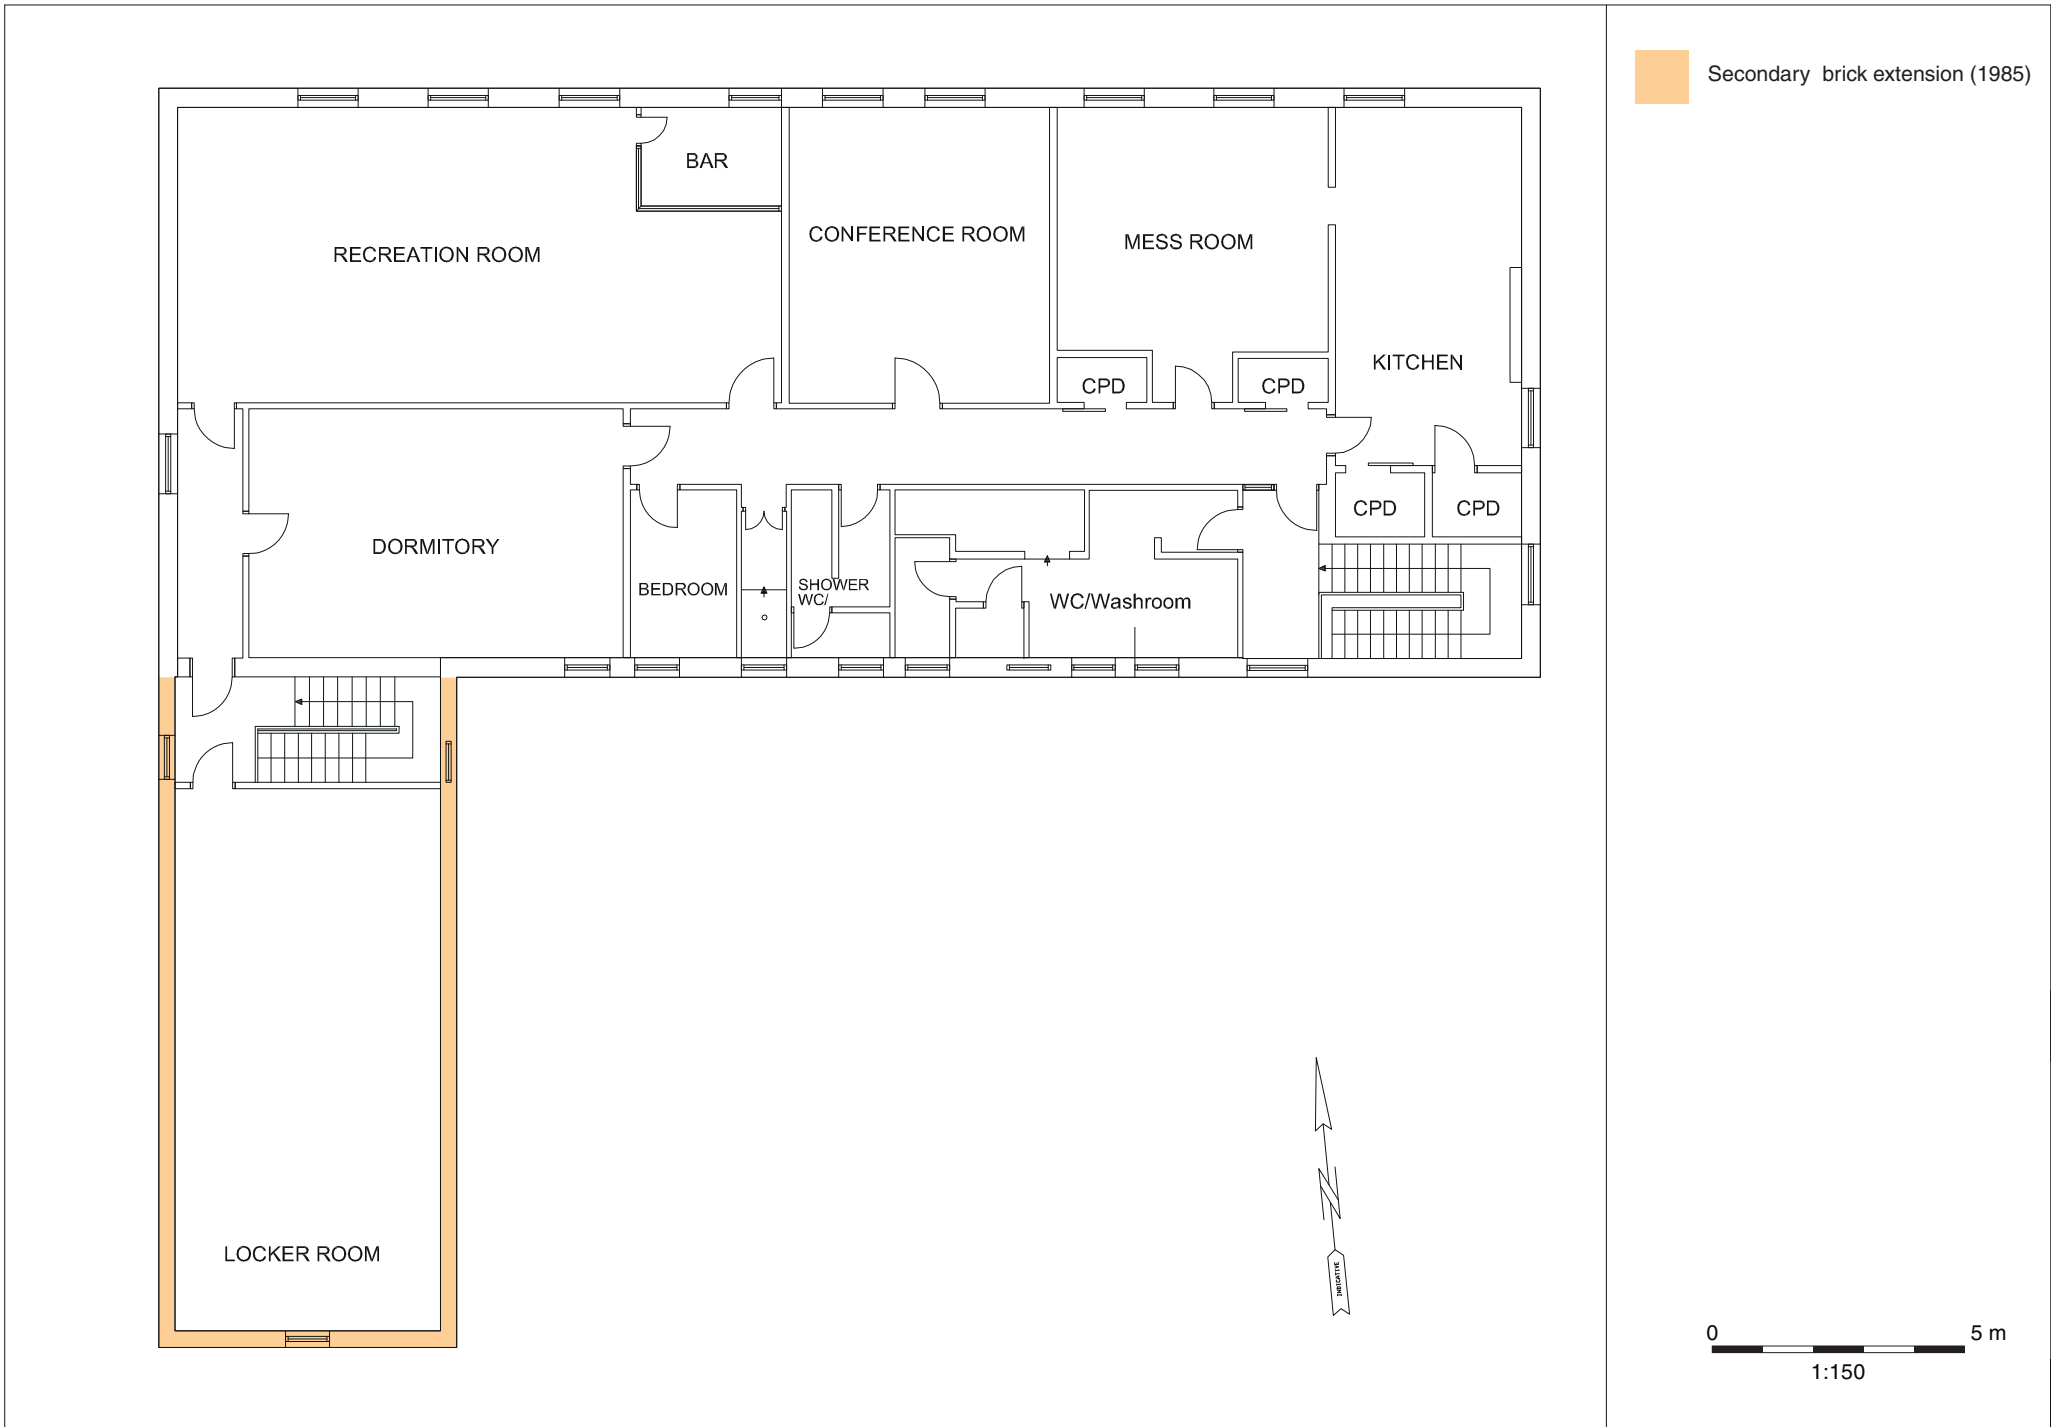 Secondary brick extension (1985)
BAR
RECREATION ROOM
CONFERENCE ROOM
MESS ROOM
KITCHEN
CPD
CPD
CPD
CPD
DORMITORY
BEDROOM
SHOWER
WC/
WC/Washroom
LOCKER ROOM
N
INDICATIVE
0 5 m
1:150